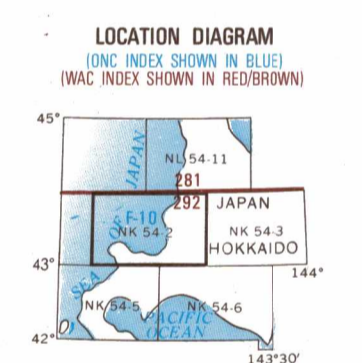 LOCATION DIAGRAM
(ONC INDEX SHOWN IN BLUE)
(WAC INDEX SHOWN IN RED/BROWN)
45°
JAPAN
NL 54-11
281
292
JAPAN
OF
F-10
NK 54-2
NK 54-3
HOKKAIDO
43°
144°
SEA
NK 54-5
NK 54-6
PACIFIC
OCEAN
42°
143°30'